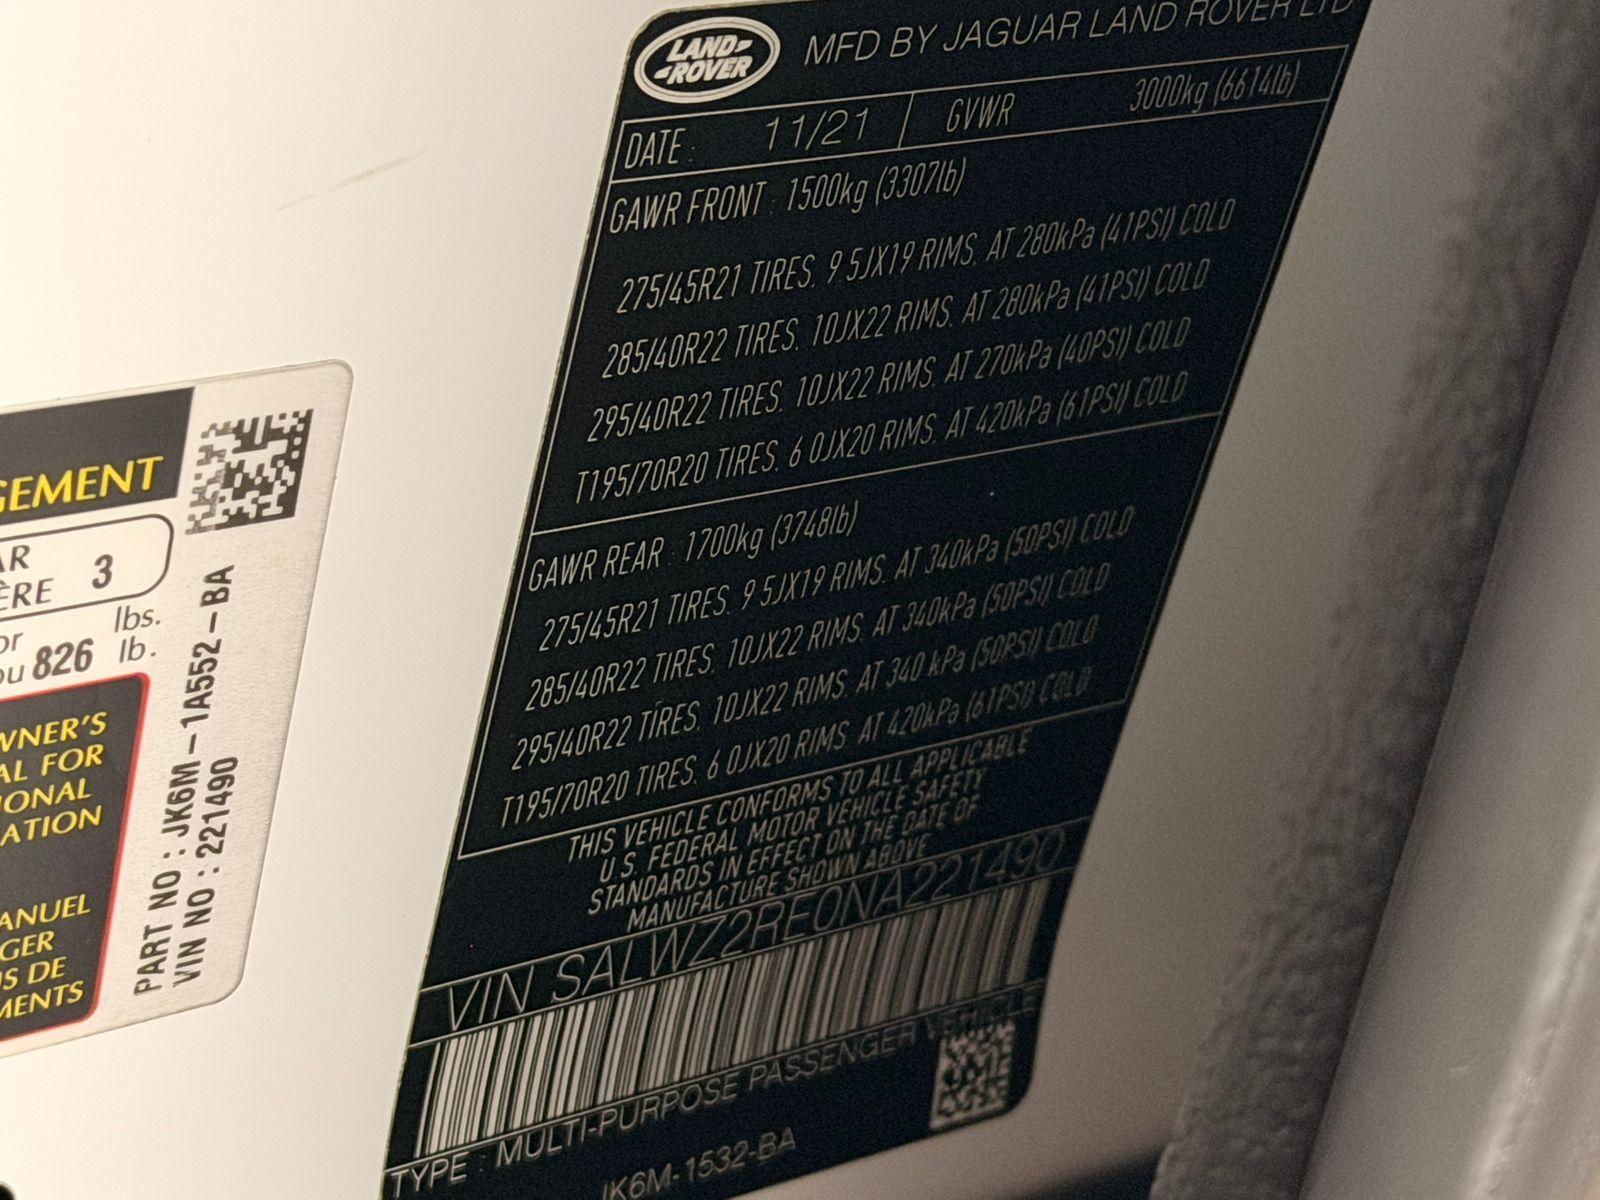 LAND-
-ROVER
MFD BY JAGUAR LAND ROVER LTD
DATE : 11/21 GVWR 3000kg (6614lb)
GAWR FRONT : 1500kg (3307lb)
275/45R21 TIRES. 9.5JX19 RIMS. AT 280kPa (41PSI) COLD
285/40R22 TIRES. 10JX22 RIMS. AT 280kPa (41PSI) COLD
295/40R22 TIRES. 10JX22 RIMS. AT 270kPa (40PSI) COLD
T195/70R20 TIRES. 6.0JX20 RIMS. AT 420kPa (61PSI) COLD
GAWR REAR : 1700kg (3748lb)
275/45R21 TIRES. 9.5JX19 RIMS. AT 340kPa (50PSI) COLD
285/40R22 TIRES. 10JX22 RIMS. AT 340kPa (50PSI) COLD
295/40R22 TIRES. 10JX22 RIMS. AT 340 kPa (50PSI) COLD
T195/70R20 TIRES. 6.0JX20 RIMS. AT 420kPa (61PSI) COLD
THIS VEHICLE CONFORMS TO ALL APPLICABLE
U.S. FEDERAL MOTOR VEHICLE SAFETY
STANDARDS IN EFFECT ON THE DATE OF
MANUFACTURE SHOWN ABOVE
VIN SALWZ2RE0NA221490
TYPE : MULTI-PURPOSE PASSENGER VEHICLE
JK6M-1532-BA
GEMENT
AR
ÈRE 3
or lbs.
ou 826 lb.
WNER'S
AL FOR
IONAL
ATION
ANUEL
GER
S DE
MENTS
PART NO : JK6M-1A552-BA
VIN NO : 221490